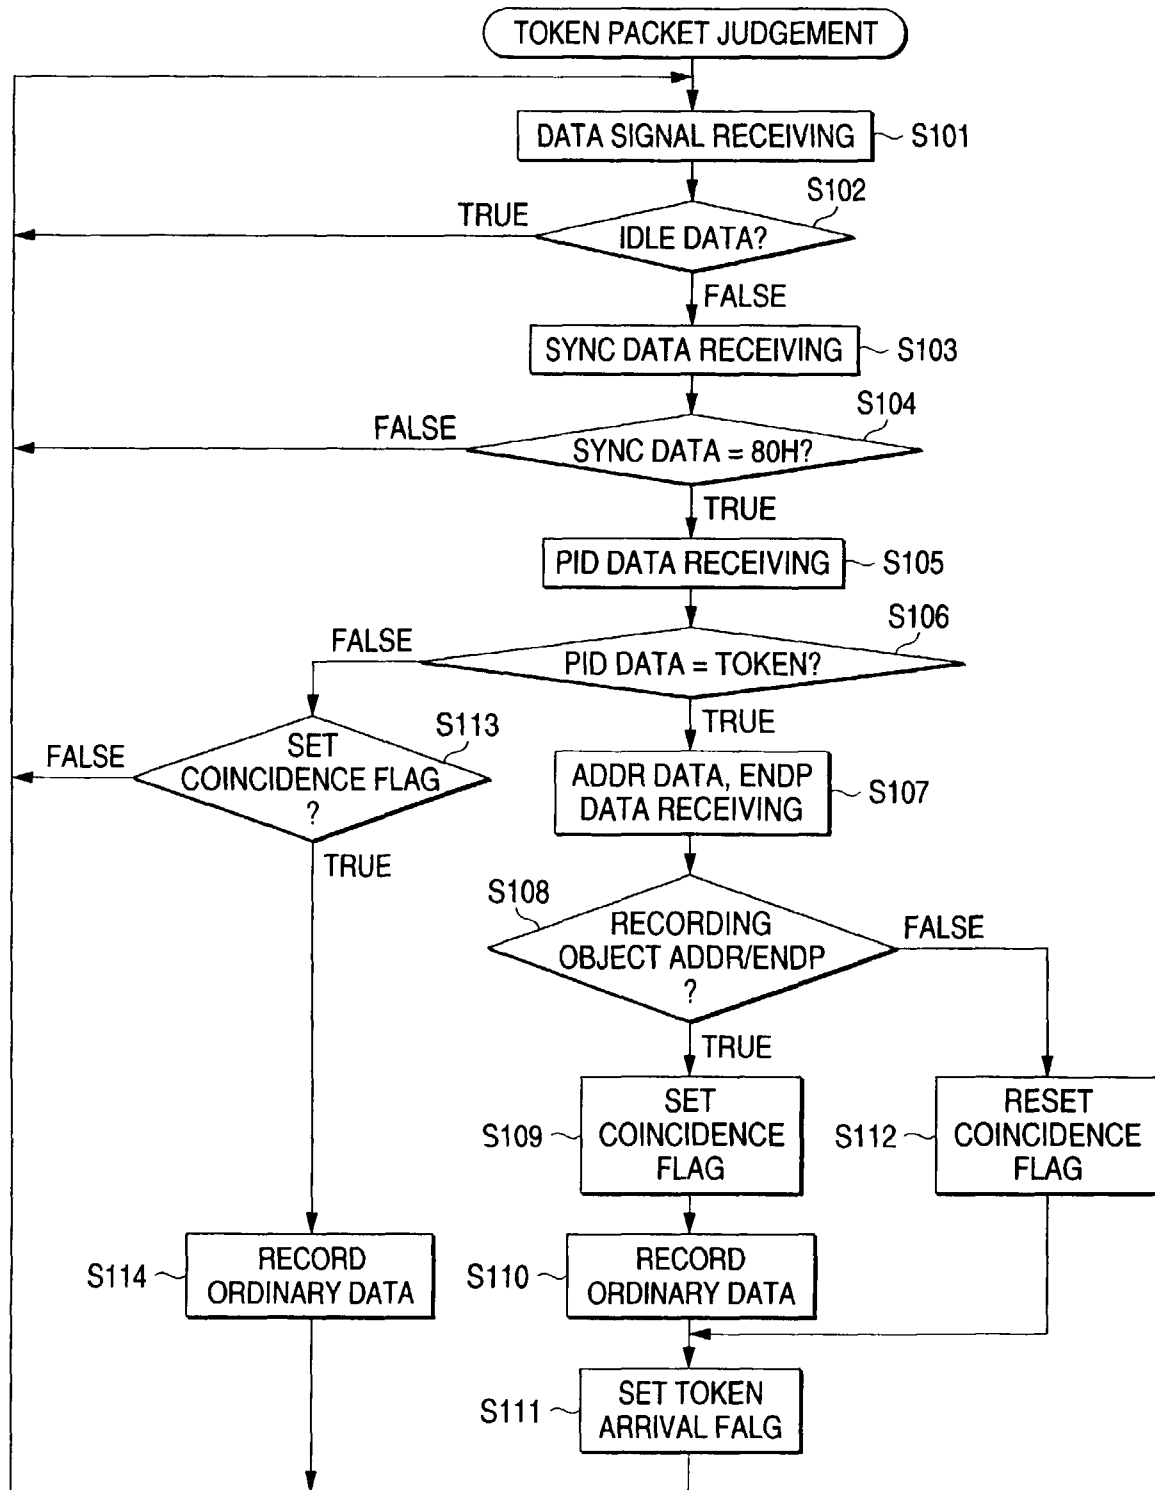 TOKEN PACKET JUDGEMENT
DATA SIGNAL RECEIVING
S101
S102
TRUE
IDLE DATA?
FALSE
SYNC DATA RECEIVING
S103
S104
FALSE
SYNC DATA = 80H?
TRUE
PID DATA RECEIVING
S105
S106
FALSE
PID DATA = TOKEN?
TRUE
S113
FALSE
SET
COINCIDENCE FLAG
?
TRUE
ADDR DATA, ENDP
DATA RECEIVING
S107
S108
RECORDING
OBJECT ADDR/ENDP
?
FALSE
TRUE
S109
SET
COINCIDENCE
FLAG
S112
RESET
COINCIDENCE
FLAG
S114
RECORD
ORDINARY DATA
S110
RECORD
ORDINARY DATA
S111
SET TOKEN
ARRIVAL FALG